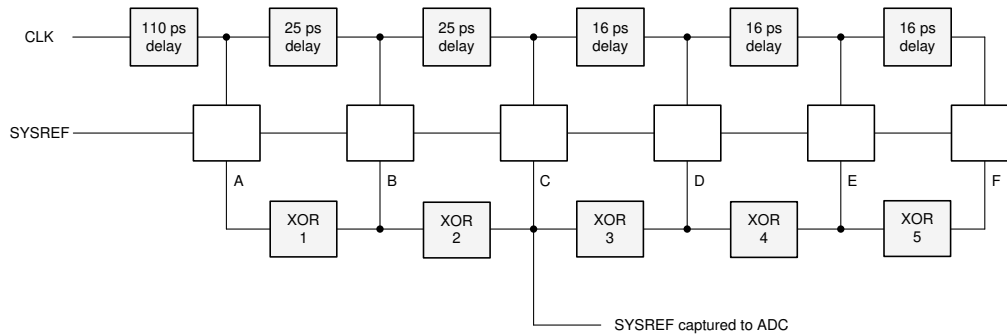 110 ps
delay
25 ps
delay
25 ps
delay
16 ps
delay
16 ps
delay
16 ps
delay
CLK
SYSREF
A
B
C
D
E
F
XOR
1
XOR
2
XOR
3
XOR
4
XOR
5
SYSREF captured to ADC